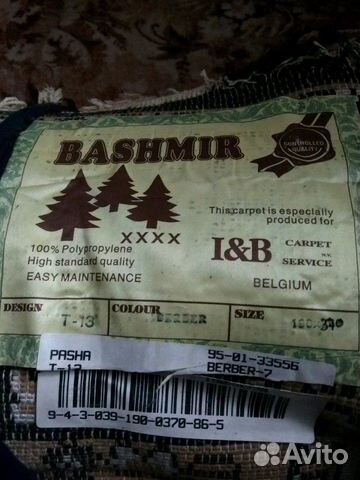 BASHMIR
CONTROLLED
QUALITY
XXXX
This carpet is especially
produced for
100% Polypropylene
High standard quality
EASY MAINTENANCE
I&B CARPET N.V. SERVICE
BELGIUM
DESIGN COLOUR SIZE
T-13 BERBER
PASHA 95-01-33556
T-13 BERBER-7
9-4-3-039-190-0370-86-5
Avito